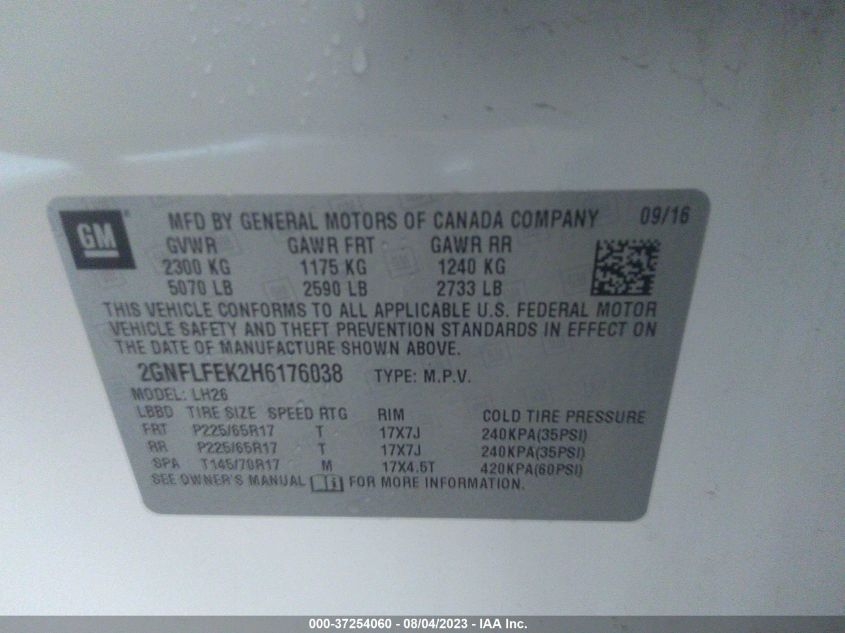 GM
MFD BY GENERAL MOTORS OF CANADA COMPANY 09/16
GVWR GAWR FRT GAWR RR
2300 KG 1175 KG 1240 KG
5070 LB 2590 LB 2733 LB
THIS VEHICLE CONFORMS TO ALL APPLICABLE U.S. FEDERAL MOTOR
VEHICLE SAFETY AND THEFT PREVENTION STANDARDS IN EFFECT ON
THE DATE OF MANUFACTURE SHOWN ABOVE.
2GNFLFEK2H6176038 TYPE: M.P.V.
MODEL: LH26
LBBD TIRE SIZE SPEED RTG RIM COLD TIRE PRESSURE
FRT P225/65R17 T 17X7J 240KPA(35PSI)
RR P225/65R17 T 17X7J 240KPA(35PSI)
SPA T145/70R17 M 17X4.5T 420KPA(60PSI)
SEE OWNER'S MANUAL FOR MORE INFORMATION.
000-37254060 - 08/04/2023 - IAA Inc.